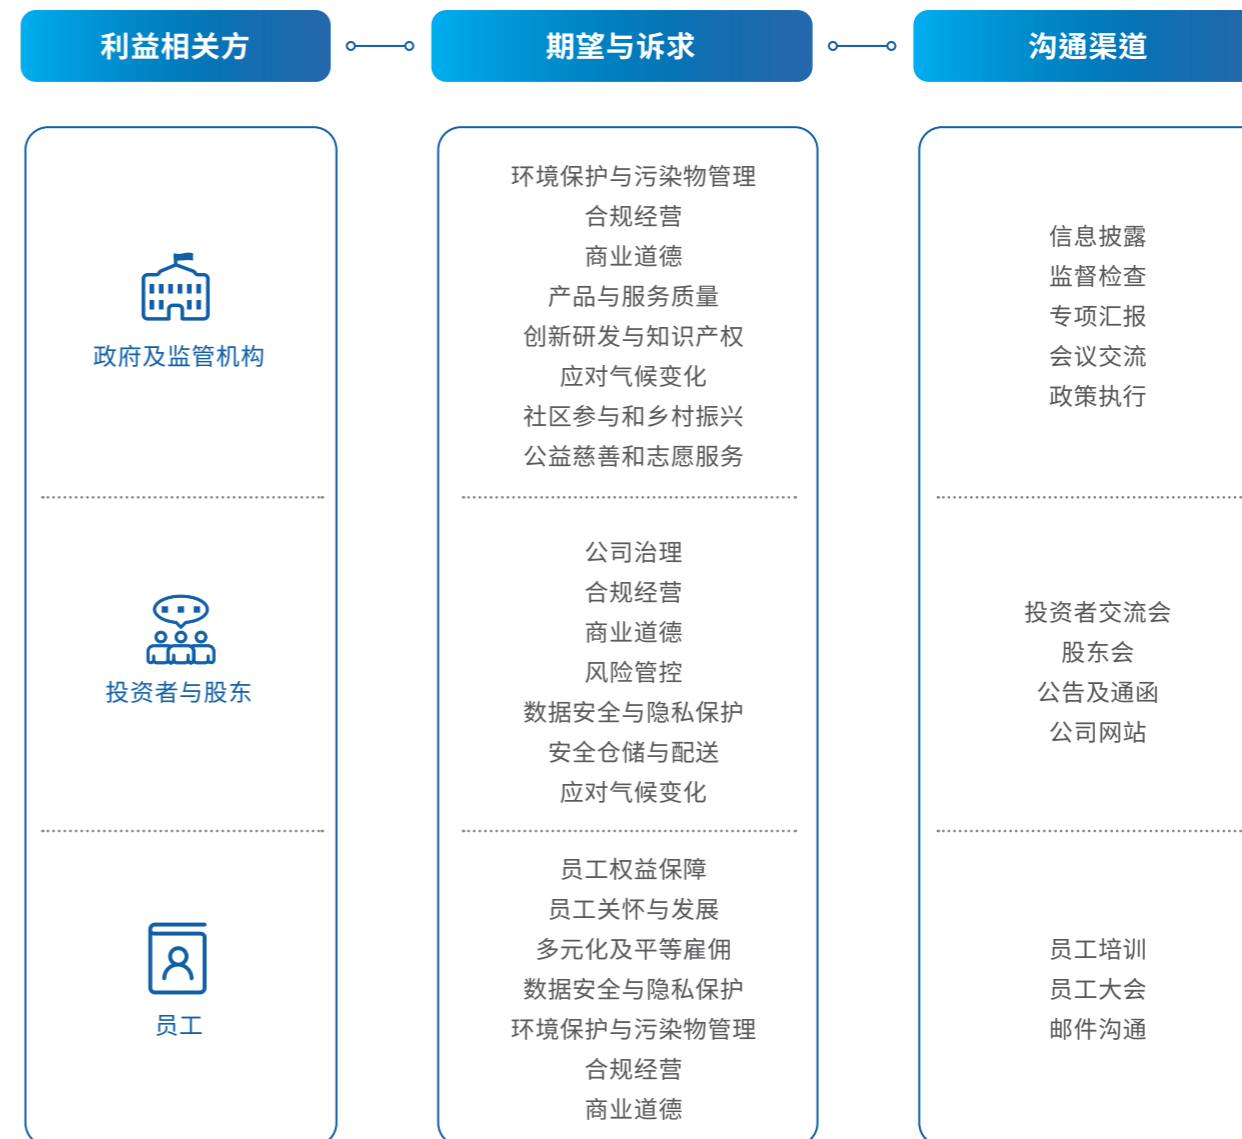 利益相关方
期望与诉求
沟通渠道
政府及监管机构
环境保护与污染物管理
合规经营
商业道德
产品与服务质量
创新研发与知识产权
应对气候变化
社区参与和乡村振兴
公益慈善和志愿服务
信息披露
监督检查
专项汇报
会议交流
政策执行
投资者与股东
公司治理
合规经营
商业道德
风险管控
数据安全与隐私保护
安全仓储与配送
应对气候变化
投资者交流会
股东会
公告及通函
公司网站
员工
员工权益保障
员工关怀与发展
多元化及平等雇佣
数据安全与隐私保护
环境保护与污染物管理
合规经营
商业道德
员工培训
员工大会
邮件沟通